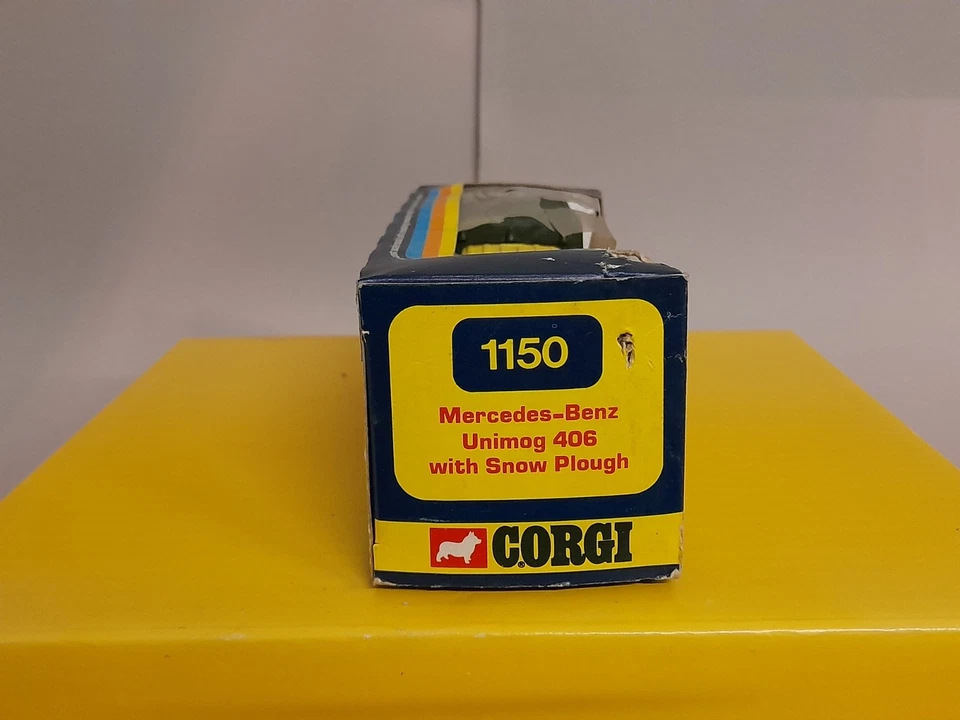 1150
Mercedes-Benz
Unimog 406
with Snow Plough
CORGI